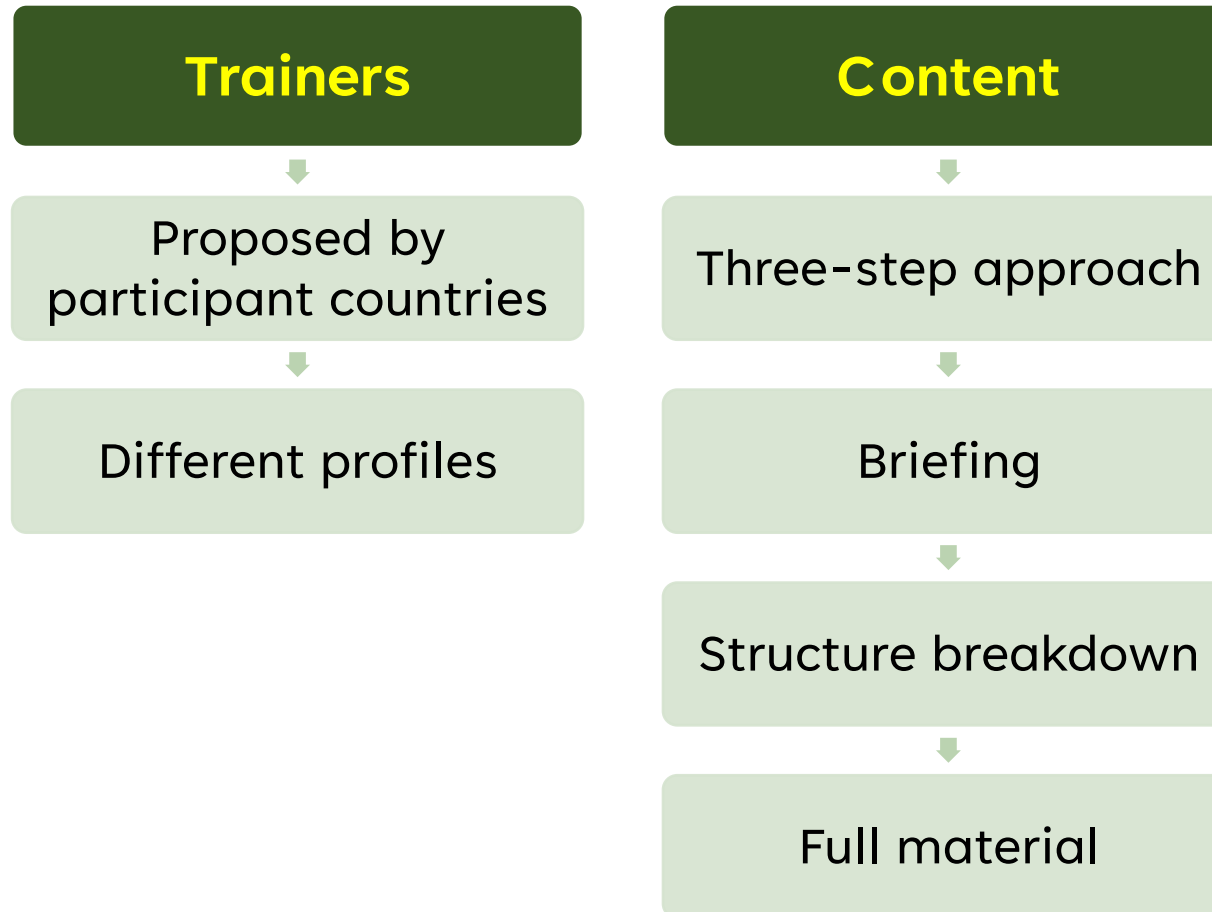 Trainers
Proposed by
participant countries
Different profiles
Content
Three-step approach
Briefing
Structure breakdown
Full material